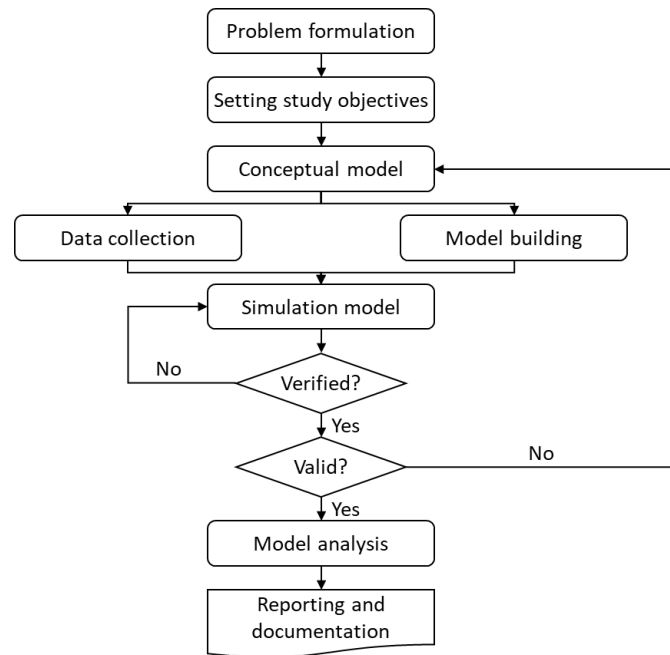 Problem formulation
Setting study objectives
Conceptual model
Data collection
Model building
Simulation model
No
Verified?
Yes
Valid?
No
Yes
Model analysis
Reporting and
documentation